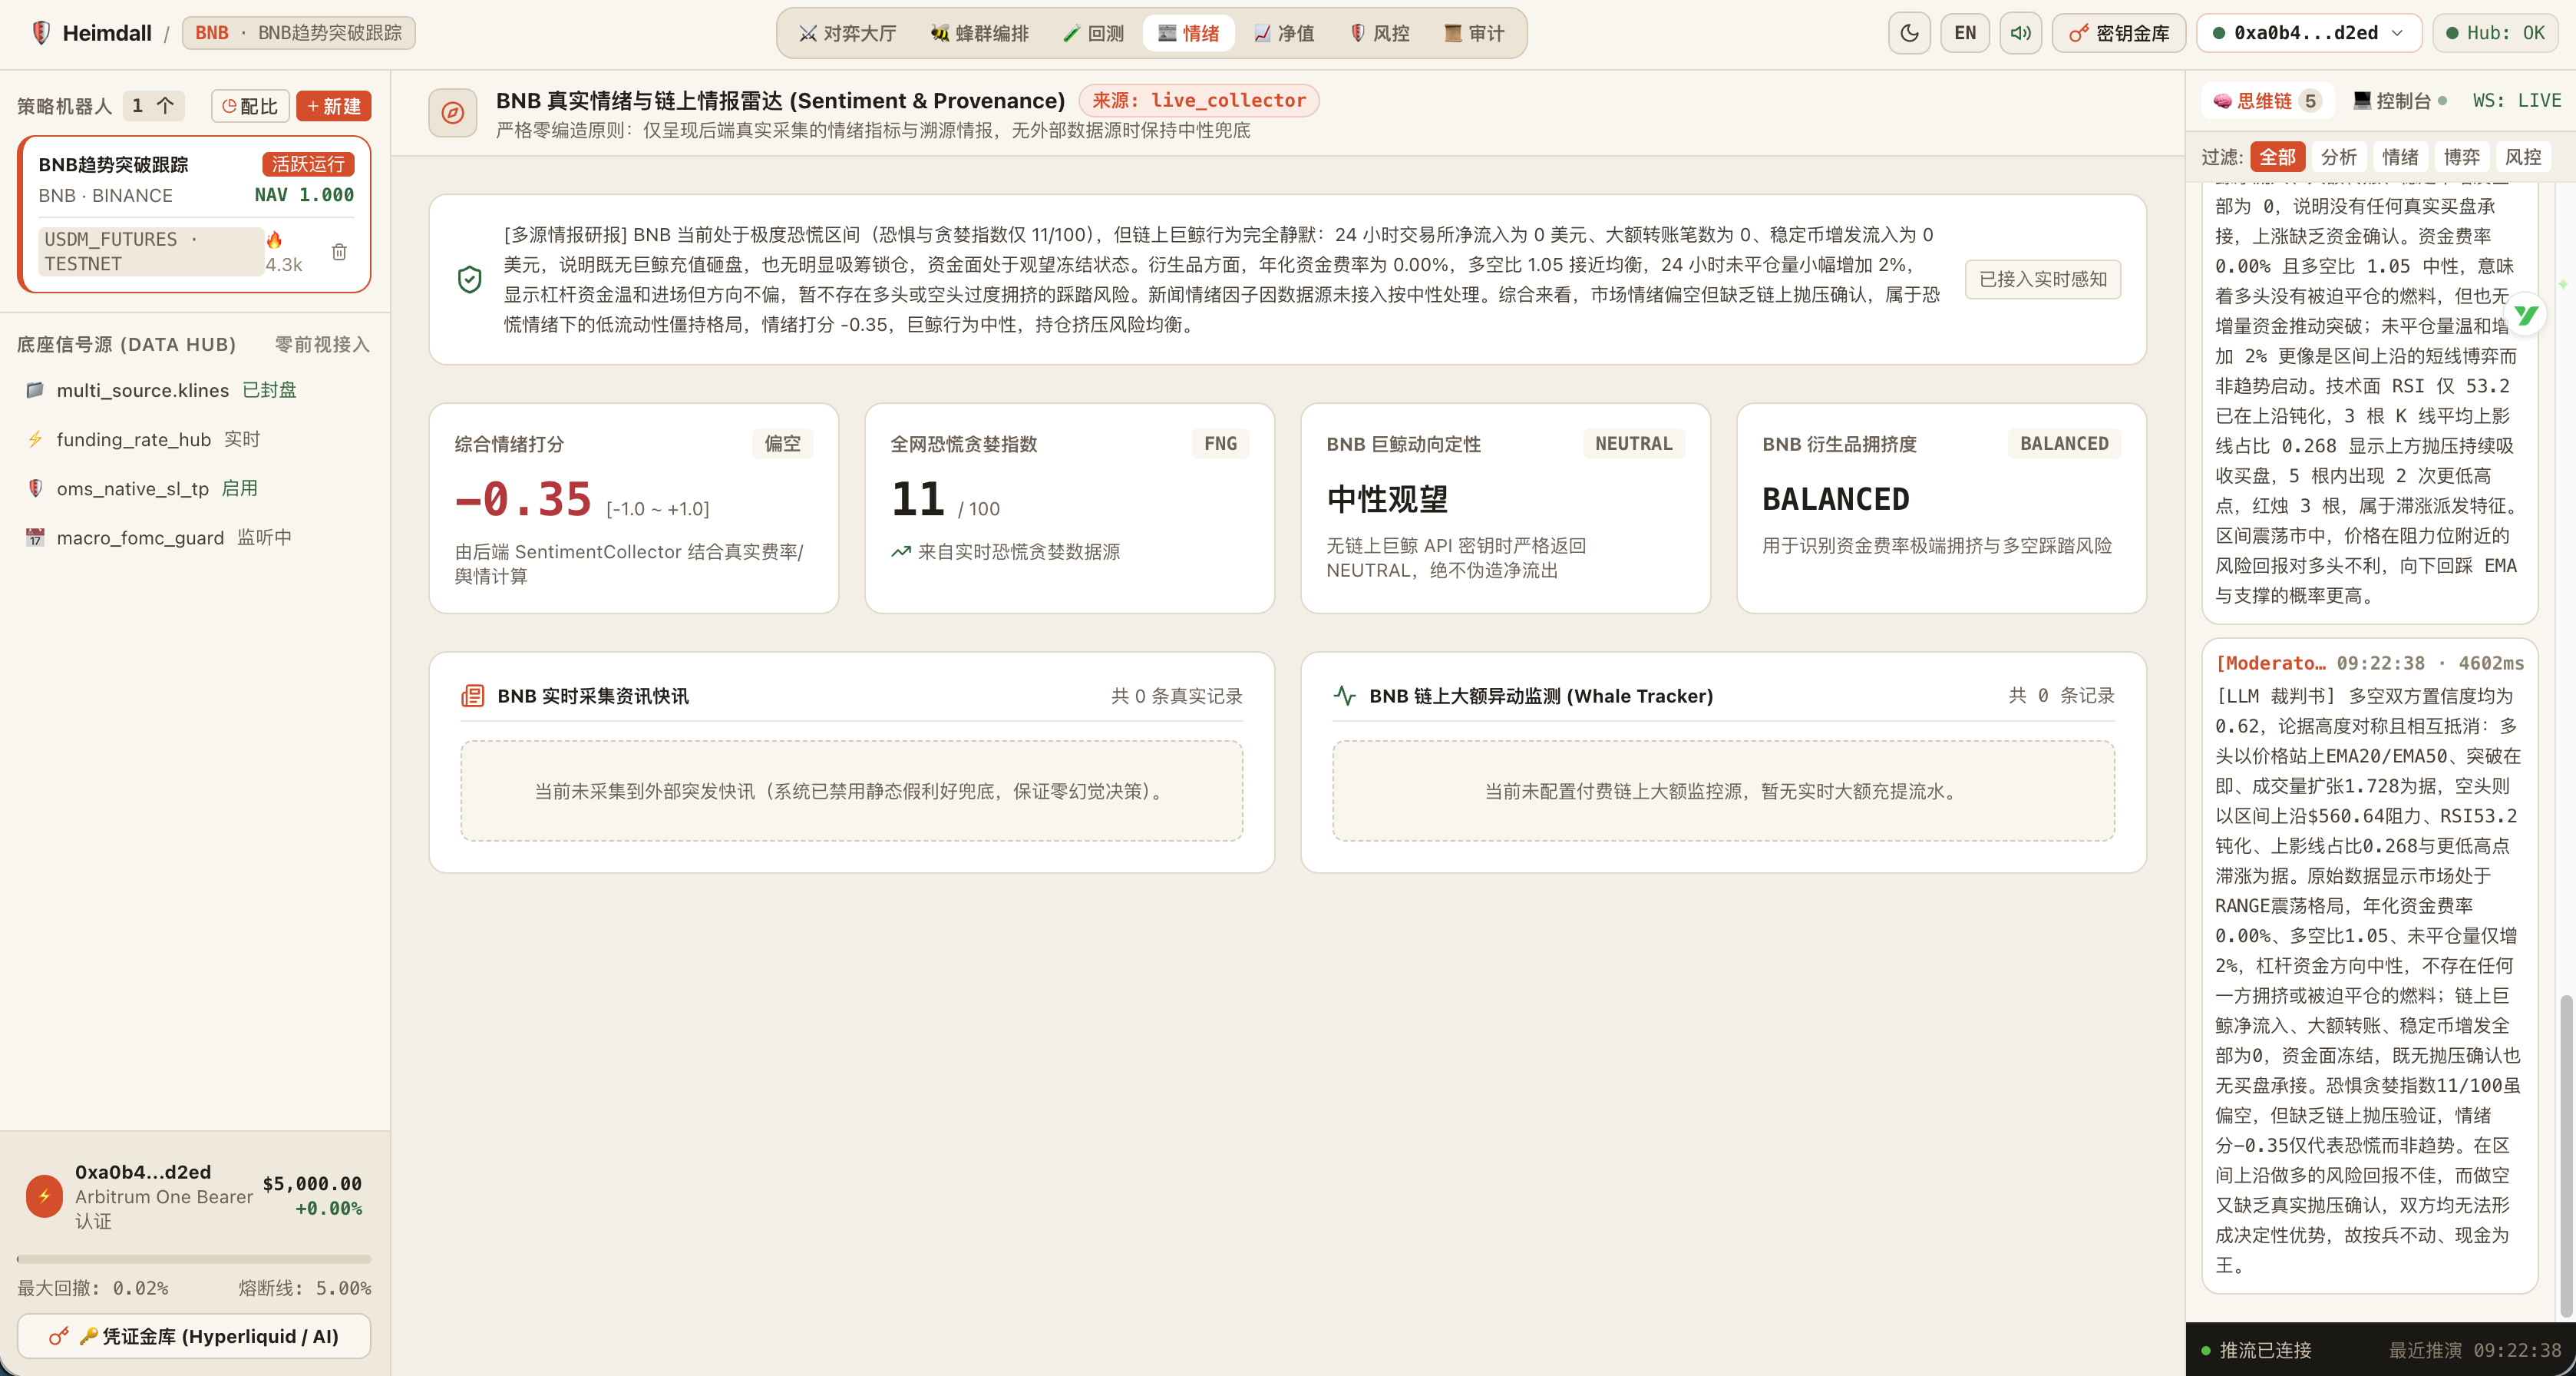 Heimdall / BNB · BNB趋势突破跟踪
对弈大厅 蜂群编排 回测 情绪 净值 风控 审计
EN 密钥金库 0xa0b4...d2ed Hub: OK
策略机器人 1 个 配比 + 新建
BNB趋势突破跟踪 活跃运行
BNB · BINANCE NAV 1.000
USDM_FUTURES ·
TESTNET
4.3k
底座信号源 (DATA HUB) 零前视接入
multi_source.klines 已封盘
funding_rate_hub 实时
oms_native_sl_tp 启用
macro_fomc_guard 监听中
0xa0b4...d2ed
Arbitrum One Bearer
认证
$5,000.00
+0.00%
最大回撤: 0.02% 熔断线: 5.00%
凭证金库 (Hyperliquid / AI)
BNB 真实情绪与链上情报雷达 (Sentiment & Provenance) 来源: live_collector
严格零编造原则：仅呈现后端真实采集的情绪指标与溯源情报，无外部数据源时保持中性兜底
[多源情报研报] BNB 当前处于极度恐慌区间（恐惧与贪婪指数仅 11/100），但链上巨鲸行为完全静默：24 小时交易所净流入为 0 美元、大额转账笔数为 0、稳定币增发流入为 0
美元，说明既无巨鲸充值砸盘，也无明显吸筹锁仓，资金面处于观望冻结状态。衍生品方面，年化资金费率为 0.00%，多空比 1.05 接近均衡，24 小时未平仓量小幅增加 2%，
显示杠杆资金温和进场但方向不偏，暂不存在多头或空头过度拥挤的踩踏风险。新闻情绪因子因数据源未接入按中性处理。综合来看，市场情绪偏空但缺乏链上抛压确认，属于恐
慌情绪下的低流动性僵持格局，情绪打分 -0.35，巨鲸行为中性，持仓挤压风险均衡。
已接入实时感知
综合情绪打分 偏空
-0.35 [-1.0 ~ +1.0]
由后端 SentimentCollector 结合真实费率/
舆情计算
全网恐慌贪婪指数 FNG
11 / 100
来自实时恐慌贪婪数据源
BNB 巨鲸动向定性 NEUTRAL
中性观望
无链上巨鲸 API 密钥时严格返回
NEUTRAL，绝不伪造净流出
BNB 衍生品拥挤度 BALANCED
BALANCED
用于识别资金费率极端拥挤与多空踩踏风险
BNB 实时采集资讯快讯 共 0 条真实记录
当前未采集到外部突发快讯（系统已禁用静态假利好兜底，保证零幻觉决策）。
BNB 链上大额异动监测 (Whale Tracker) 共 0 条记录
当前未配置付费链上大额监控源，暂无实时大额充提流水。
思维链 5 控制台 WS: LIVE
过滤: 全部 分析 情绪 博弈 风控
部为 0，说明没有任何真实买盘承
接，上涨缺乏资金确认。资金费率
0.00% 且多空比 1.05 中性，意味
着多头没有被迫平仓的燃料，但也无
增量资金推动突破；未平仓量温和增
加 2% 更像是区间上沿的短线博弈而
非趋势启动。技术面 RSI 仅 53.2
已在上沿钝化，3 根 K 线平均上影
线占比 0.268 显示上方抛压持续吸
收买盘，5 根内出现 2 次更低高
点，红烛 3 根，属于滞涨派发特征。
区间震荡市中，价格在阻力位附近的
风险回报对多头不利，向下回踩 EMA
与支撑的概率更高。
[Moderato… 09:22:38 · 4602ms
[LLM 裁判书] 多空双方置信度均为
0.62，论据高度对称且相互抵消：多
头以价格站上EMA20/EMA50、突破在
即、成交量扩张1.728为据，空头则
以区间上沿$560.64阻力、RSI53.2
钝化、上影线占比0.268与更低高点
滞涨为据。原始数据显示市场处于
RANGE震荡格局，年化资金费率
0.00%、多空比1.05、未平仓量仅增
2%，杠杆资金方向中性，不存在任何
一方拥挤或被迫平仓的燃料；链上巨
鲸净流入、大额转账、稳定币增发全
部为0，资金面冻结，既无抛压确认也
无买盘承接。恐惧贪婪指数11/100虽
偏空，但缺乏链上抛压验证，情绪
分-0.35仅代表恐慌而非趋势。在区
间上沿做多的风险回报不佳，而做空
又缺乏真实抛压确认，双方均无法形
成决定性优势，故按兵不动、现金为
王。
推流已连接 最近推演 09:22:38